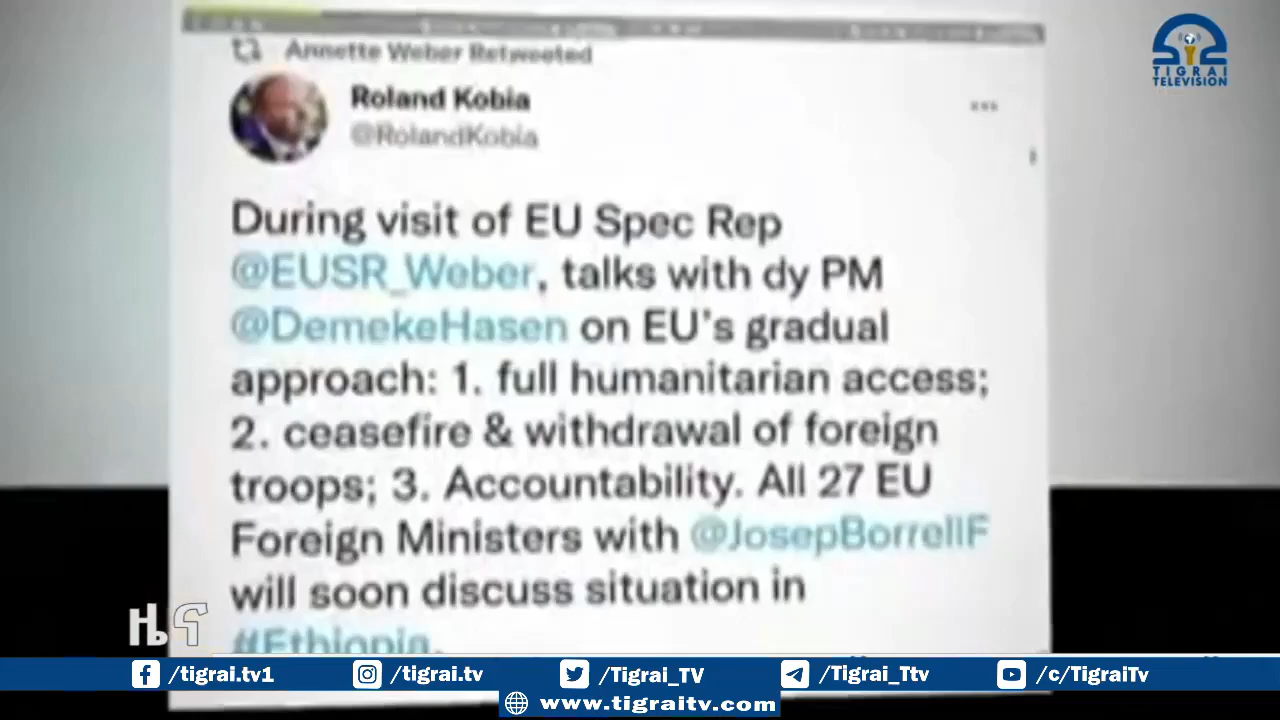 Annette Weber Retweeted
Roland Kobia
@RolandKobia
During visit of EU Spec Rep
@EUSR_Weber, talks with dy PM
@DemekeHasen on EU's gradual
approach: 1. full humanitarian access;
2. ceasefire & withdrawal of foreign
troops; 3. Accountability. All 27 EU
Foreign Ministers with @JosepBorrellF
will soon discuss situation in
#Ethiopia.
TIGRAI
TELEVISION
ዜና
/tigrai.tv1
/tigrai.tv
/Tigrai_TV
/Tigrai_Ttv
/c/TigraiTv
www.tigraitv.com